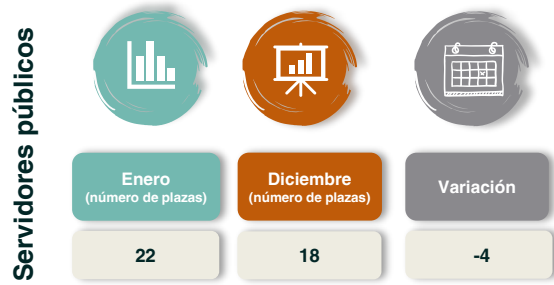 Servidores públicos
Enero
(número de plazas)
Diciembre
(número de plazas)
Variación
22
18
-4